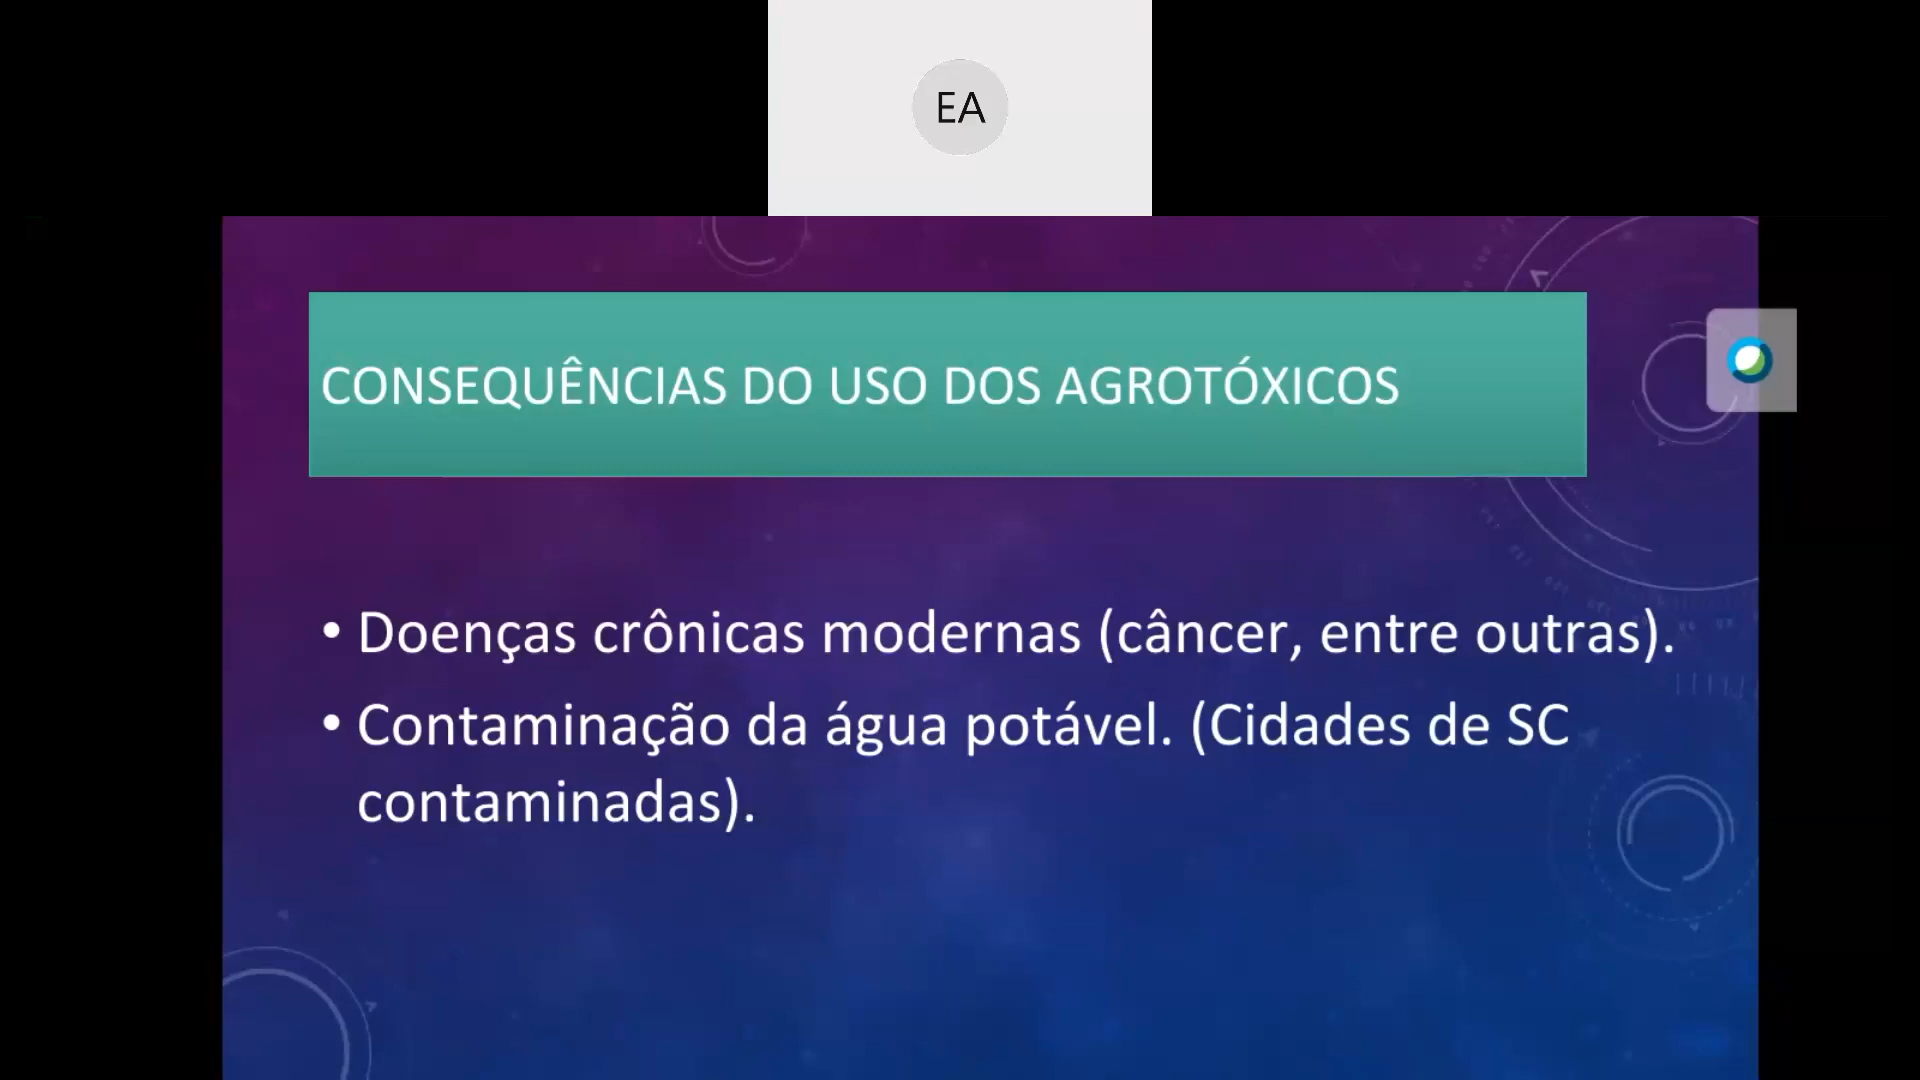 EA
CONSEQUÊNCIAS DO USO DOS AGROTÓXICOS
• Doenças crônicas modernas (câncer, entre outras).
• Contaminação da água potável. (Cidades de SC
contaminadas).